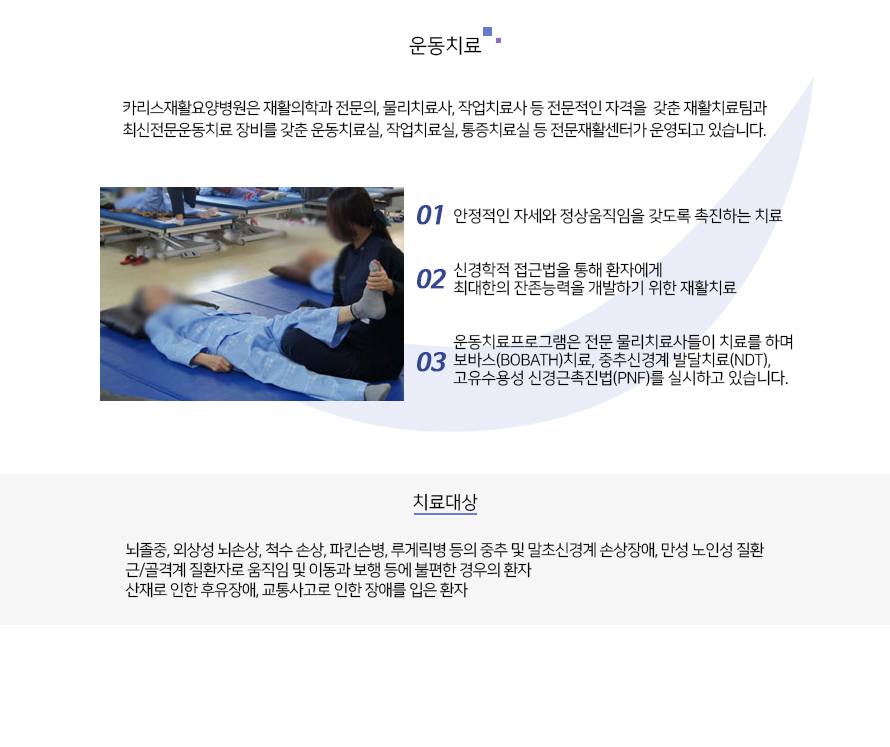 운동치료
카리스재활요양병원은 재활의학과 전문의, 물리치료사, 작업치료사 등 전문적인 자격을 갖춘 재활치료팀과
최신전문운동치료 장비를 갖춘 운동치료실, 작업치료실, 통증치료실 등 전문재활센터가 운영되고 있습니다.
01 안정적인 자세와 정상움직임을 갖도록 촉진하는 치료
02 신경학적 접근법을 통해 환자에게
최대한의 잔존능력을 개발하기 위한 재활치료
03 운동치료프로그램은 전문 물리치료사들이 치료를 하며
보바스(BOBATH)치료, 중추신경계 발달치료(NDT),
고유수용성 신경근촉진법(PNF)를 실시하고 있습니다.
치료대상
뇌졸중, 외상성 뇌손상, 척수 손상, 파킨슨병, 루게릭병 등의 중추 및 말초신경계 손상장애, 만성 노인성 질환
근/골격계 질환자로 움직임 및 이동과 보행 등에 불편한 경우의 환자
산재로 인한 후유장애, 교통사고로 인한 장애를 입은 환자